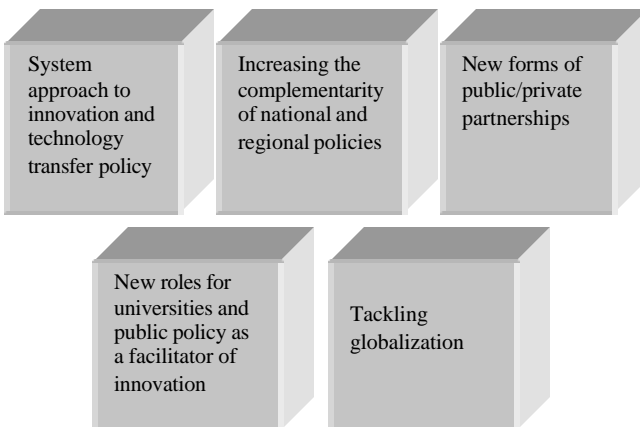 System
approach to
innovation and
technology
transfer policy
Increasing the
complementarity
of national and
regional policies
New forms of
public/private
partnerships
New roles for
universities and
public policy as
a facilitator of
innovation
Tackling
globalization